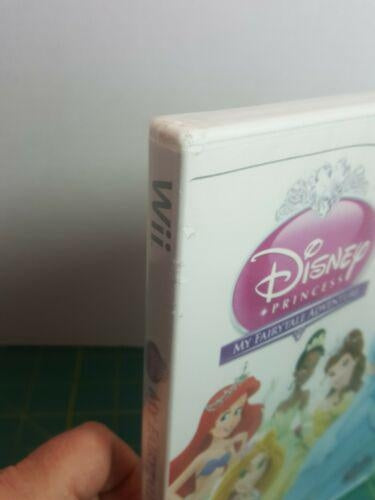 Wii
Disney
PRINCESS
MY FAIRYTALE ADVENTURE